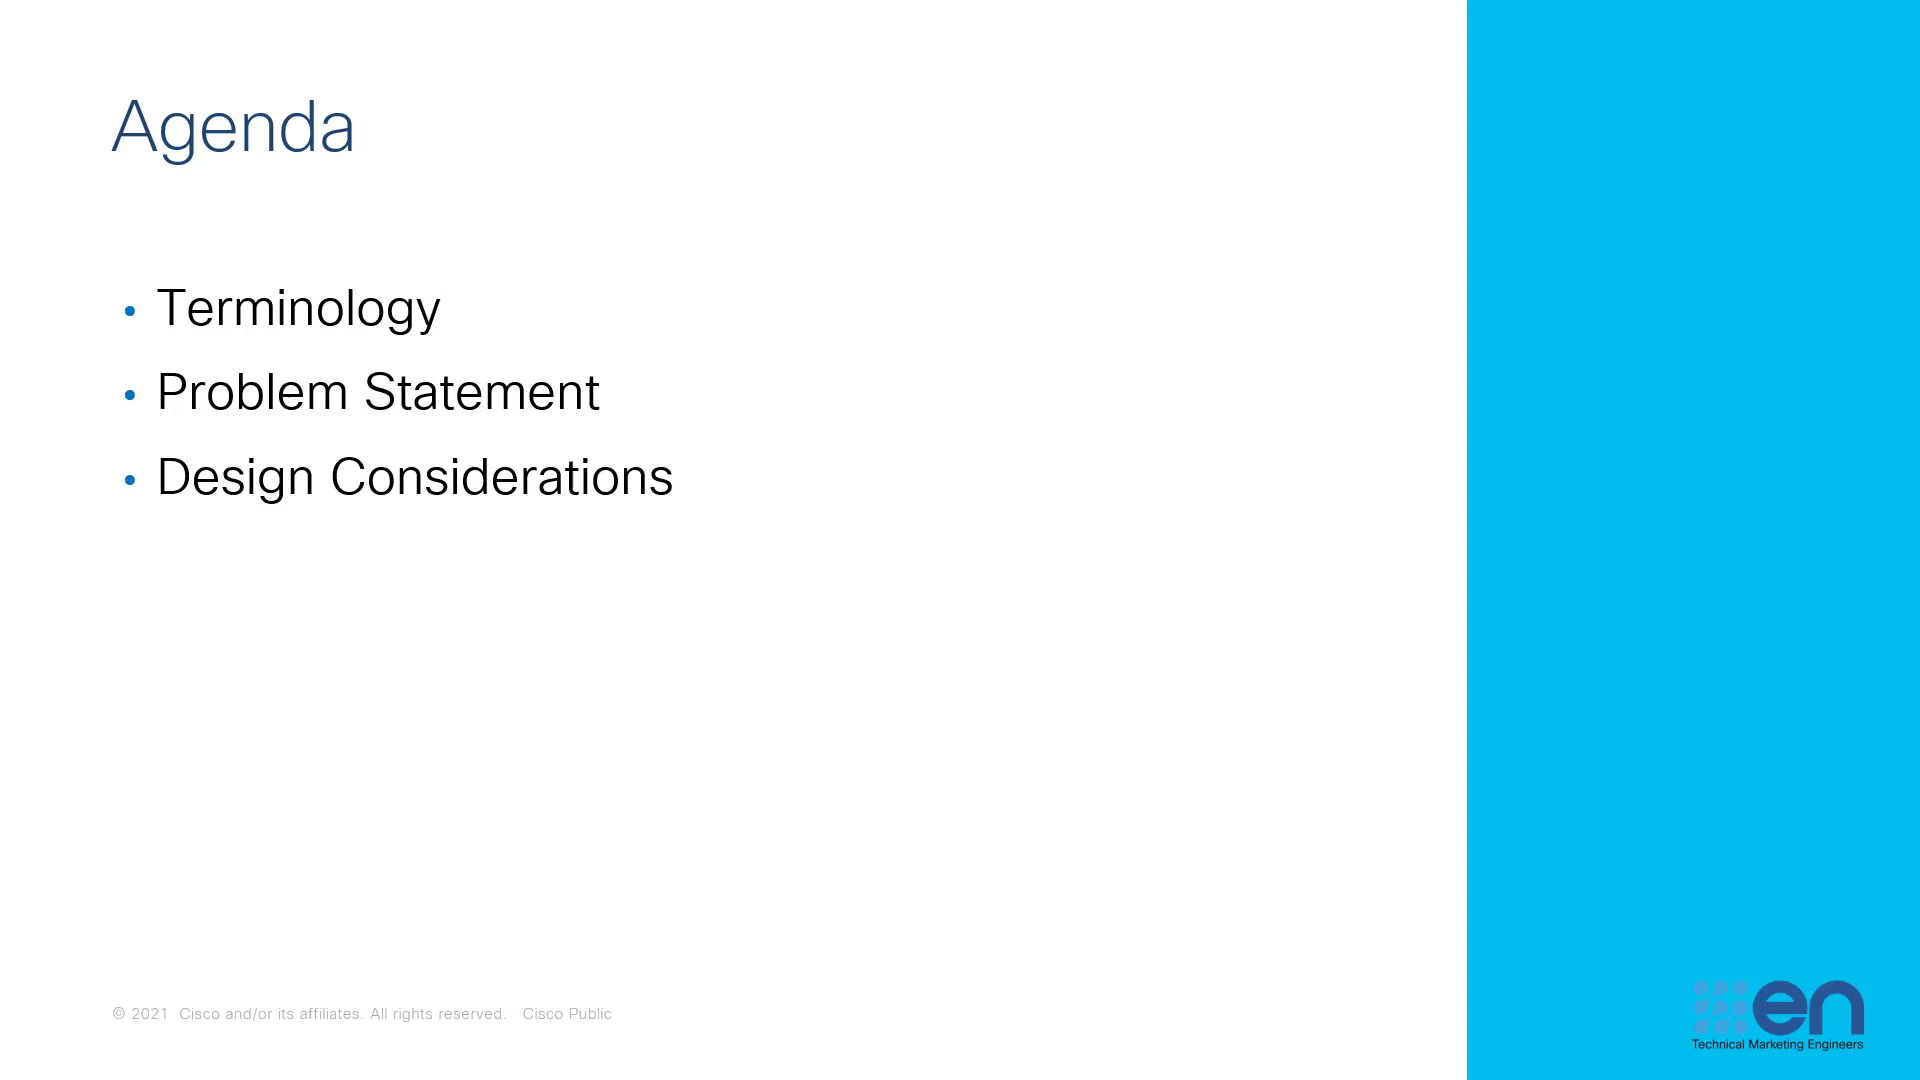 Agenda
• Terminology
• Problem Statement
• Design Considerations
© 2021 Cisco and/or its affiliates. All rights reserved. Cisco Public
en
Technical Marketing Engineers